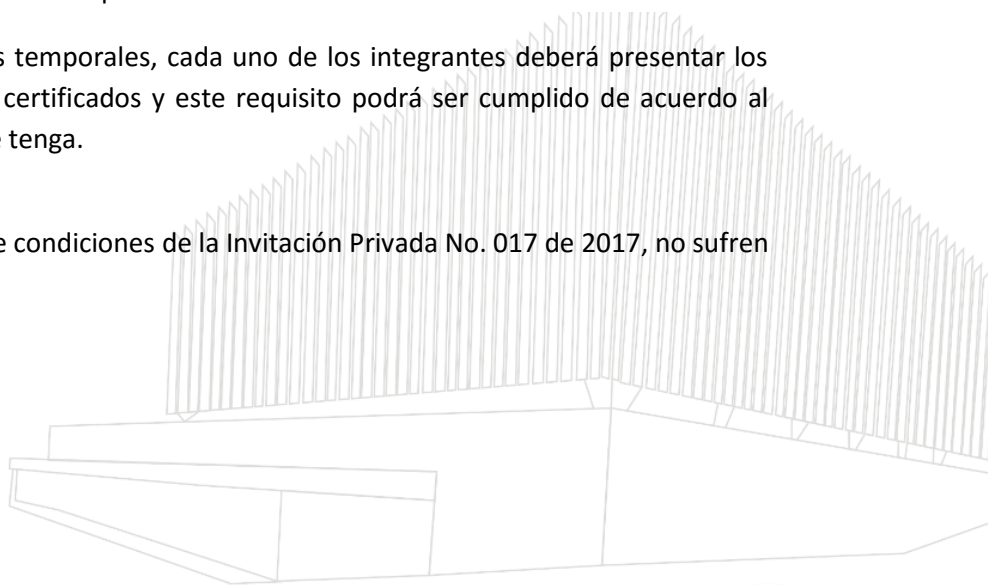 s temporales, cada uno de los integrantes deberá presentar los
certificados y este requisito podrá ser cumplido de acuerdo al
tenga.
condiciones de la Invitación Privada No. 017 de 2017, no sufren